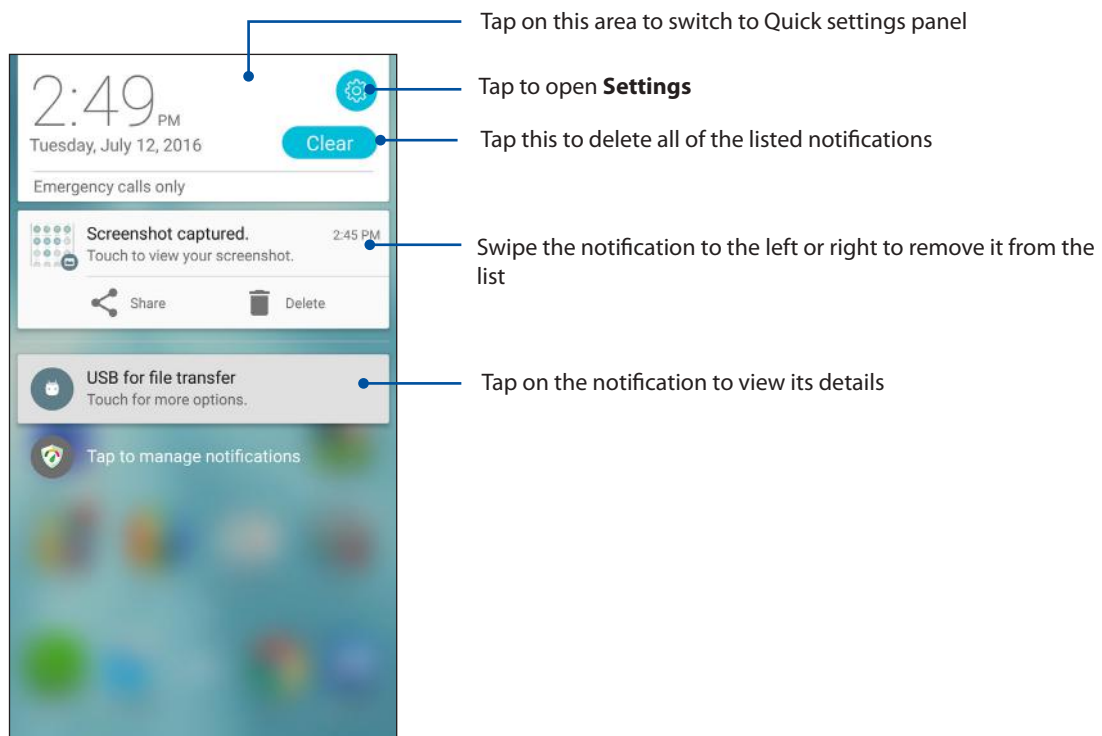 Tap on this area to switch to Quick settings panel
Tap to open Settings
Tap this to delete all of the listed notifications
Swipe the notification to the left or right to remove it from the
list
Tap on the notification to view its details
2:49 PM
Tuesday, July 12, 2016
Clear
Emergency calls only
Screenshot captured. 2:45 PM
Touch to view your screenshot.
Share Delete
USB for file transfer
Touch for more options.
Tap to manage notifications